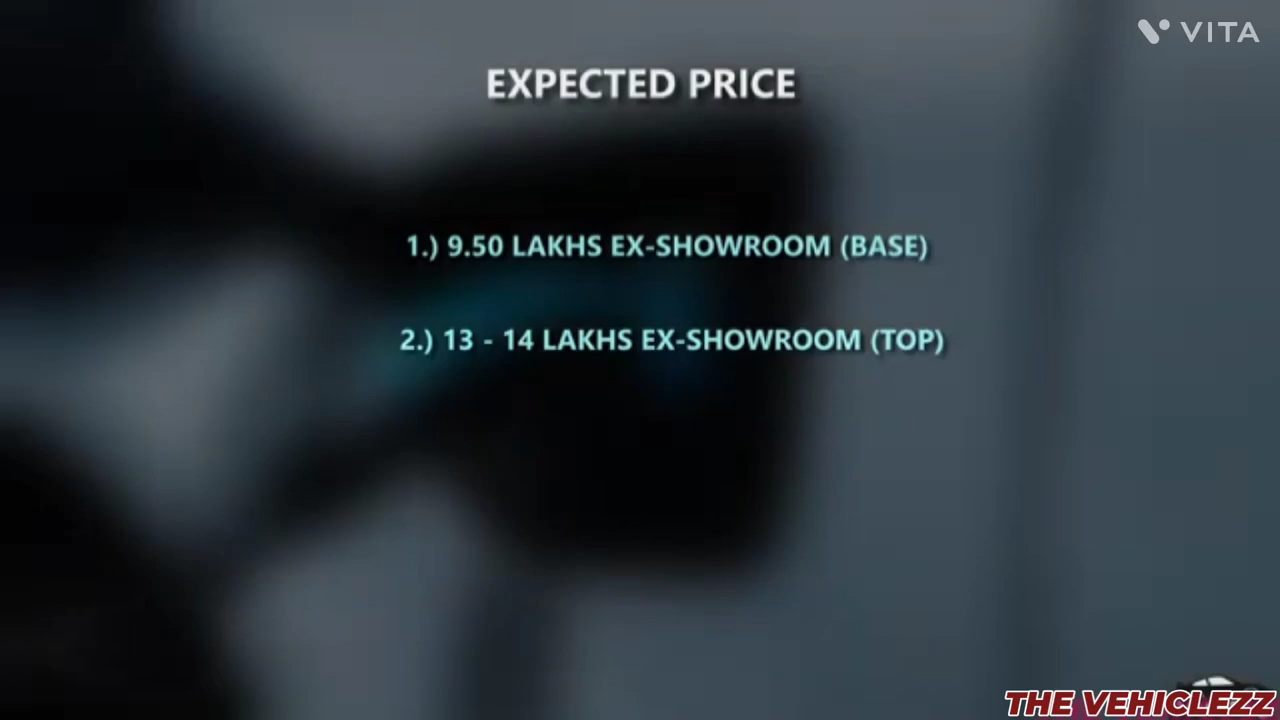 VITA
EXPECTED PRICE
1.) 9.50 LAKHS EX-SHOWROOM (BASE)
2.) 13 - 14 LAKHS EX-SHOWROOM (TOP)
THE VEHICLEZZ